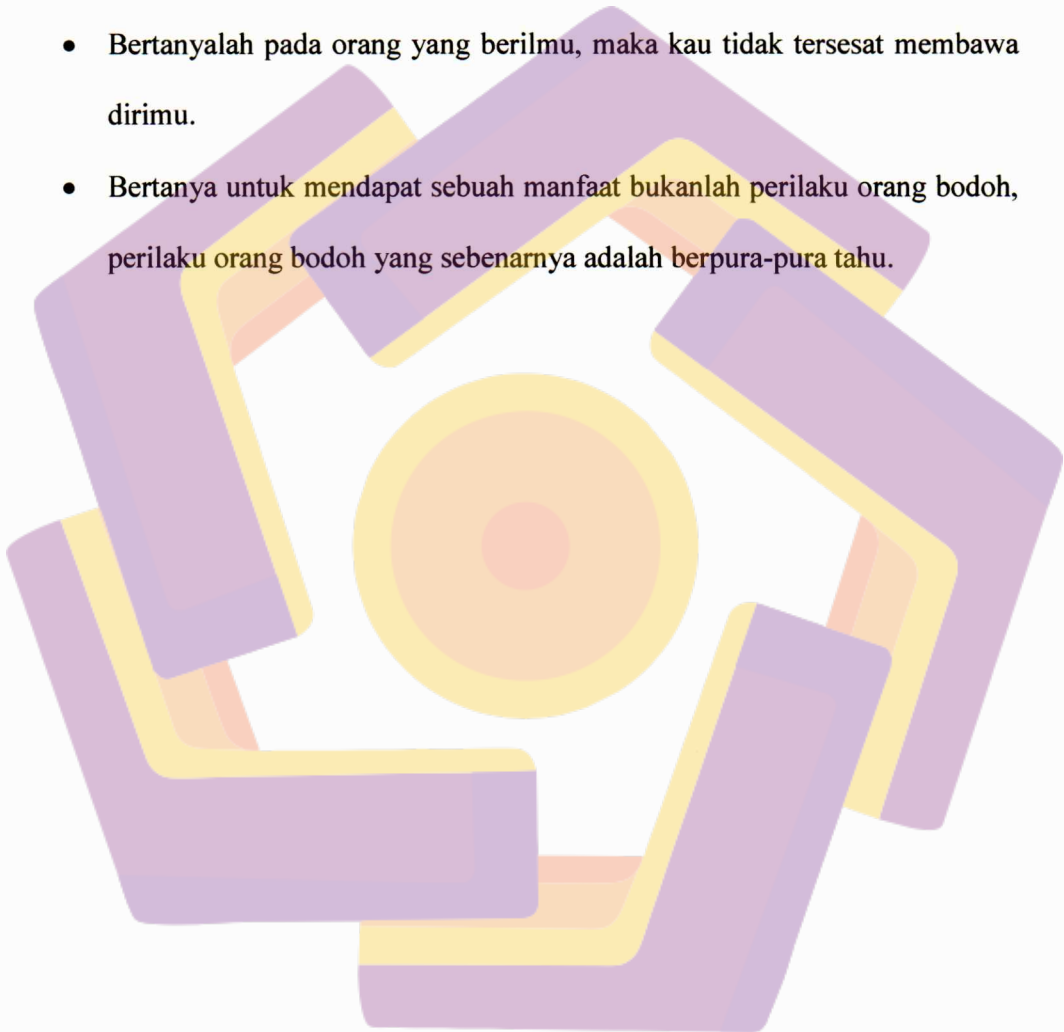 • Bertanyalah pada orang yang berilmu, maka kau tidak tersesat membawa
dirimu.
• Bertanya untuk mendapat sebuah manfaat bukanlah perilaku orang bodoh,
perilaku orang bodoh yang sebenarnya adalah berpura-pura tahu.